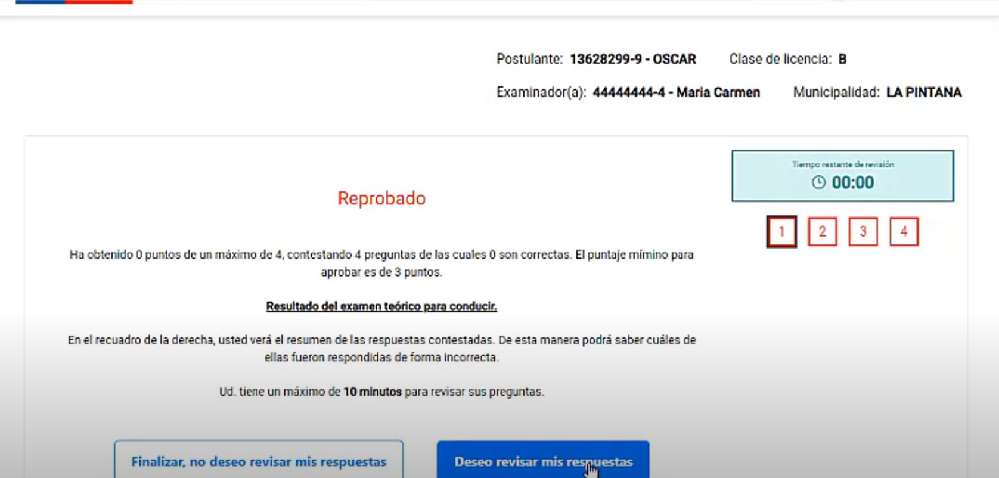 Postulante: 13628299-9 - OSCAR Clase de licencia: B
Examinador(a): 44444444-4 - Maria Carmen Municipalidad: LA PINTANA
Tiempo restante de revisión
00:00
1 2 3 4
Reprobado
Ha obtenido 0 puntos de un máximo de 4, contestando 4 preguntas de las cuales 0 son correctas. El puntaje mimino para
aprobar es de 3 puntos.
Resultado del examen teórico para conducir.
En el recuadro de la derecha, usted verá el resumen de las respuestas contestadas. De esta manera podrá saber cuáles de
ellas fueron respondidas de forma incorrecta.
Ud. tiene un máximo de 10 minutos para revisar sus preguntas.
Finalizar, no deseo revisar mis respuestas
Deseo revisar mis respuestas